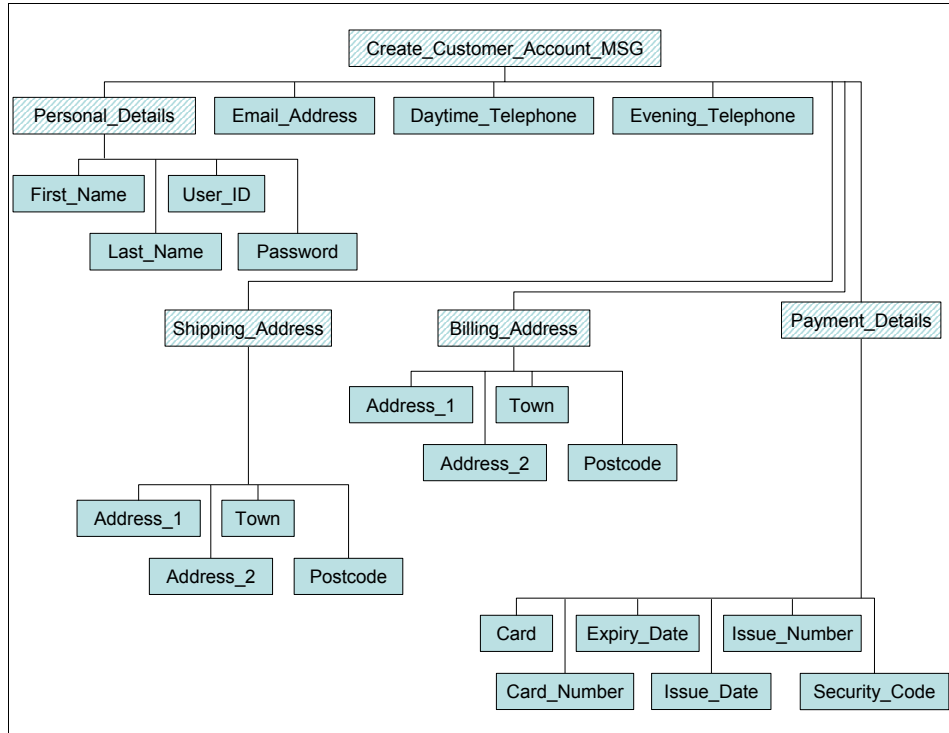 Create_Customer_Account_MSG
Personal_Details
Email_Address
Daytime_Telephone
Evening_Telephone
First_Name
User_ID
Last_Name
Password
Shipping_Address
Billing_Address
Payment_Details
Address_1
Town
Address_2
Postcode
Address_1
Town
Address_2
Postcode
Card
Expiry_Date
Issue_Number
Card_Number
Issue_Date
Security_Code